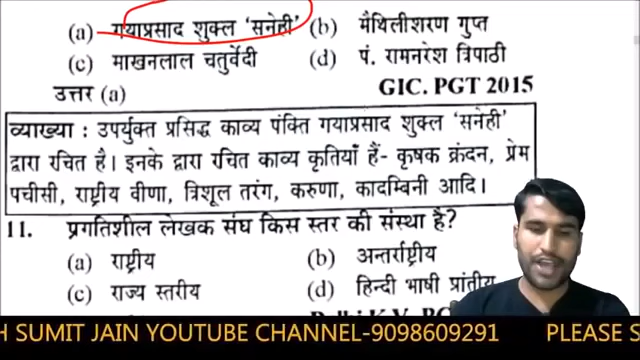 (a) गयाप्रसाद शुक्ल ‘सनेही’ (b) मैथिलीशरण गुप्त
(c) माखनलाल चतुर्वेदी (d) पं. रामनरेश त्रिपाठी
उत्तर (a) GIC. PGT 2015
व्याख्या : उपर्युक्त प्रसिद्ध काव्य पंक्ति गयाप्रसाद शुक्ल ‘सनेही’
द्वारा रचित है। इनके द्वारा रचित काव्य कृतियाँ हैं- कृषक क्रंदन, प्रेम
पचीसी, राष्ट्रीय वीणा, त्रिशूल तरंग, करुणा, कादम्बिनी आदि।
11. प्रगतिशील लेखक संघ किस स्तर की संस्था है?
(a) राष्ट्रीय (b) अन्तर्राष्ट्रीय
(c) राज्य स्तरीय (d) हिन्दी भाषी प्रांतीय
H SUMIT JAIN YOUTUBE CHANNEL-9098609291 PLEASE S